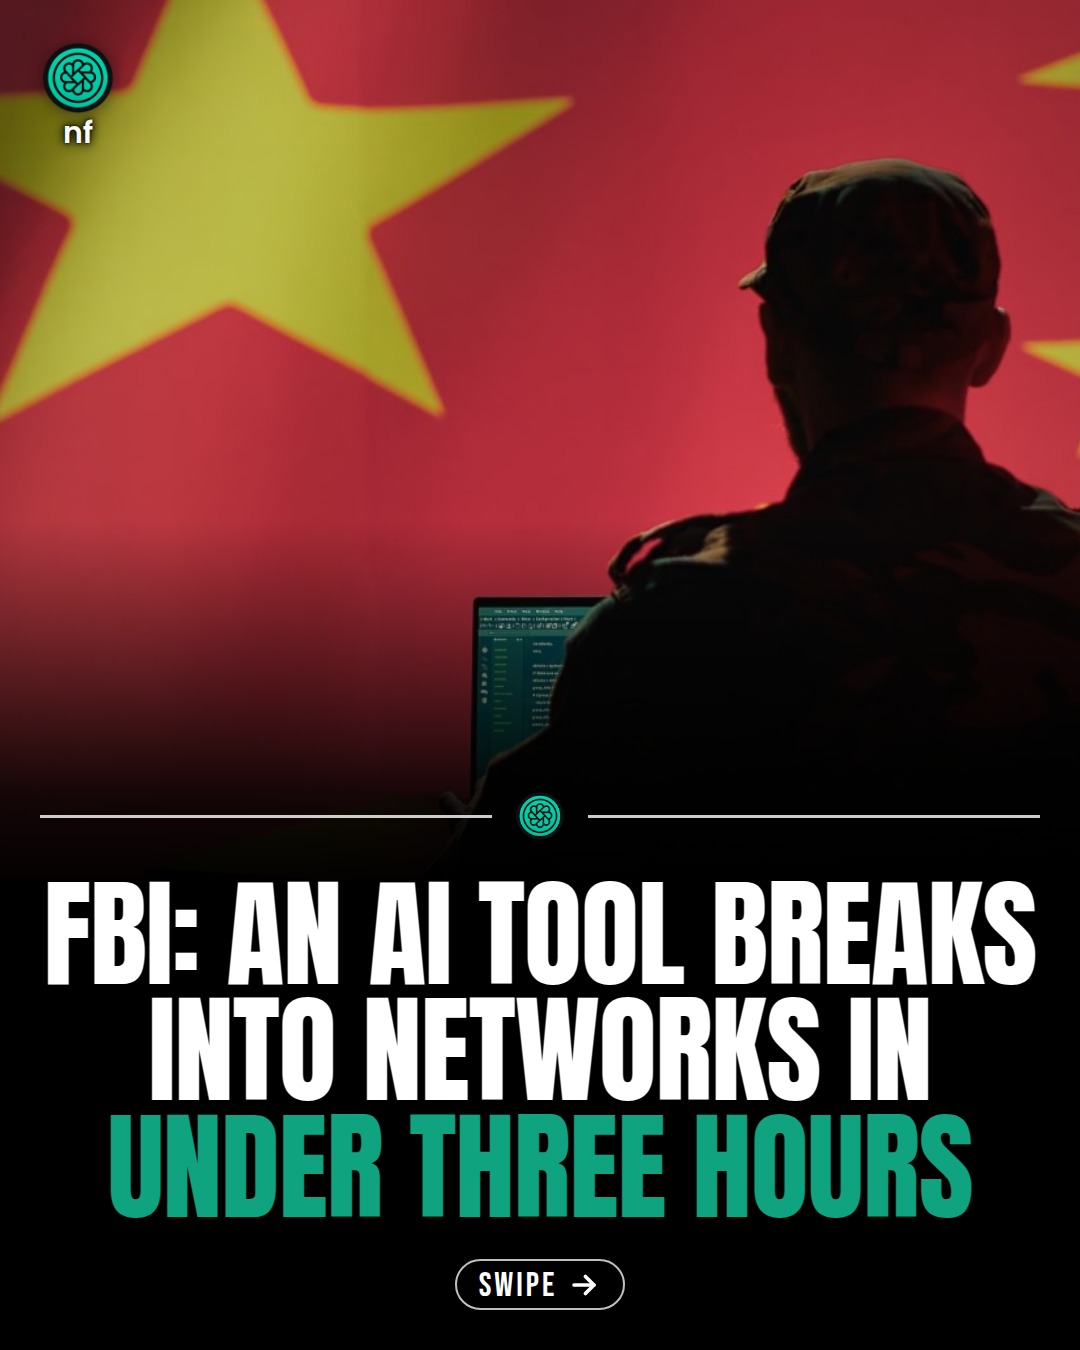 nf
FBI: AN AI TOOL BREAKS
INTO NETWORKS IN
UNDER THREE HOURS
SWIPE →